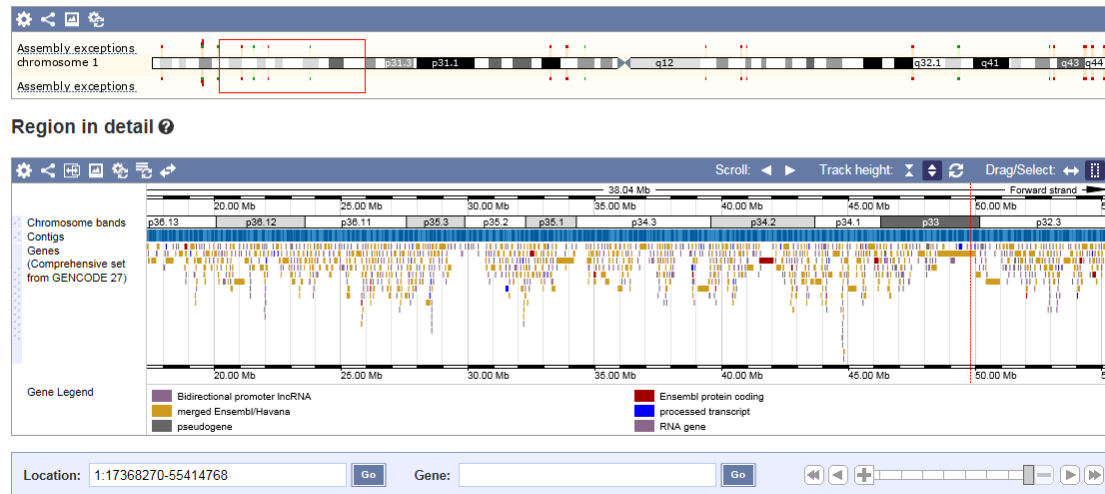 Assembly exceptions
chromosome 1 p31.3 p31.1 q12 q32.1 q41 q43 q44
Assembly exceptions
Region in detail
Scroll: Track height: Drag/Select:
38.04 Mb Forward strand
20.00 Mb 25.00 Mb 30.00 Mb 35.00 Mb 40.00 Mb 45.00 Mb 50.00 Mb
Chromosome bands p36.13 p36.12 p36.11 p35.3 p35.2 p35.1 p34.3 p34.2 p34.1 p33 p32.3
Contigs
Genes
(Comprehensive set
from GENCODE 27)
20.00 Mb 25.00 Mb 30.00 Mb 35.00 Mb 40.00 Mb 45.00 Mb 50.00 Mb
Gene Legend
Bidirectional promoter lncRNA Ensembl protein coding
merged Ensembl/Havana processed transcript
pseudogene RNA gene
Location: 1:17368270-55414768 Go Gene: Go